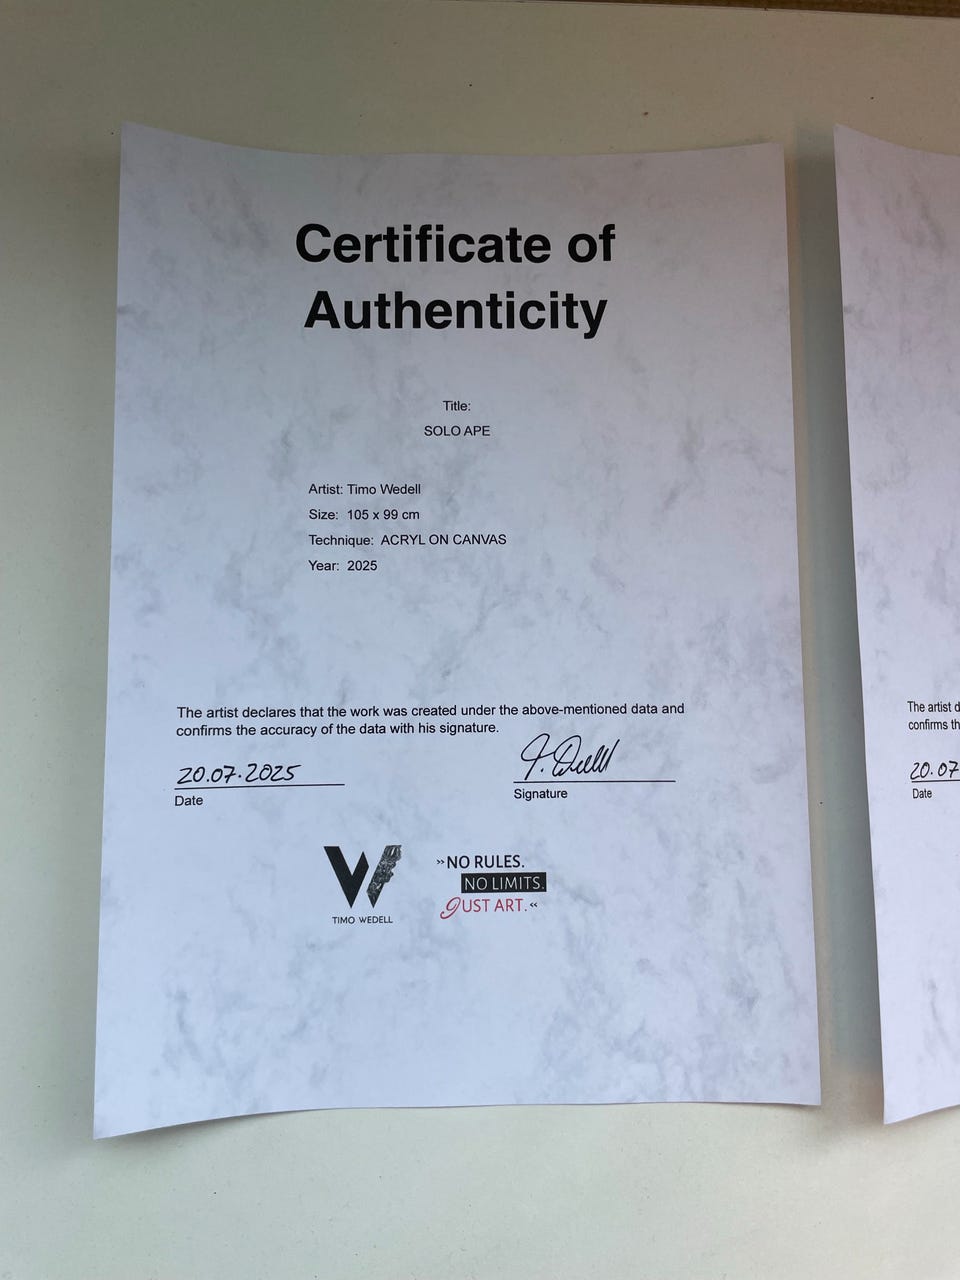 Certificate of
Authenticity
Title:
SOLO APE
Artist: Timo Wedell
Size: 105 x 99 cm
Technique: ACRYL ON CANVAS
Year: 2025
The artist declares that the work was created under the above-mentioned data and
confirms the accuracy of the data with his signature.
20.07.2025
Date
Signature
TIMO WEDELL
»NO RULES.
NO LIMITS.
JUST ART.«
The artist d
confirms th
20.07
Date